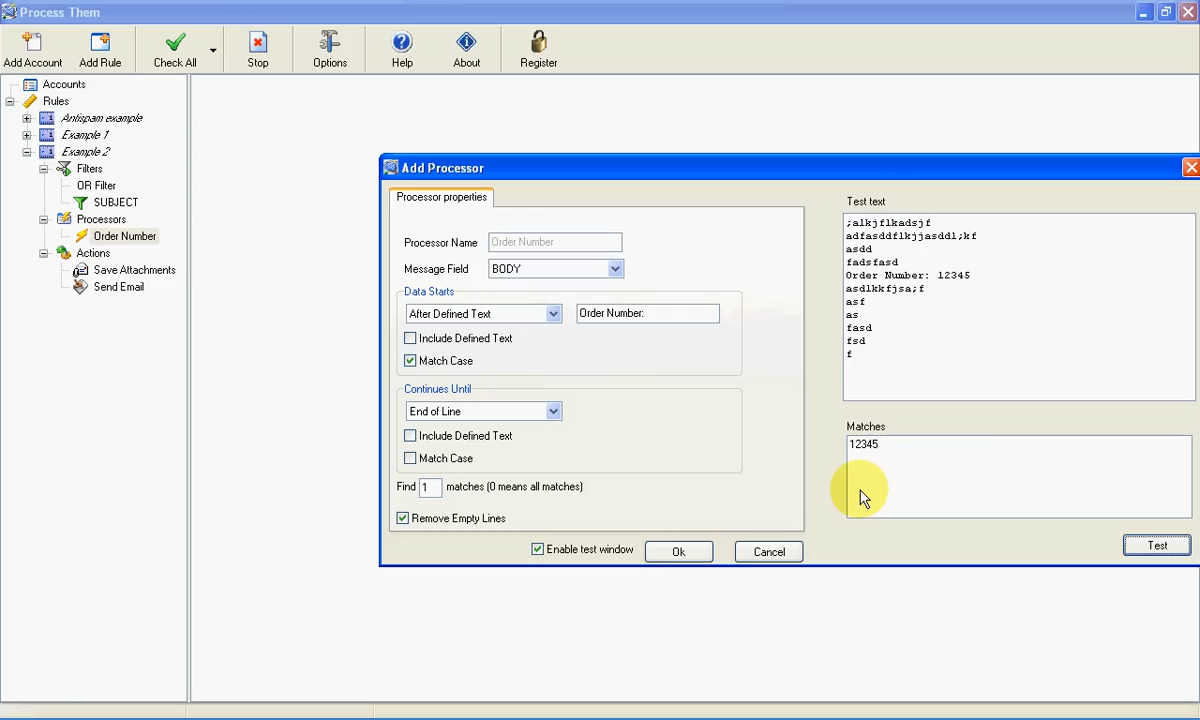 Process Them
Add Account
Add Rule
Check All
Stop
Options
Help
About
Register
Accounts
Rules
Antispam example
Example 1
Example 2
Filters
OR Filter
SUBJECT
Processors
Order Number
Actions
Save Attachments
Send Email
Add Processor
Processor properties
Processor Name
Order Number
Message Field
BODY
Data Starts
After Defined Text
Order Number:
Include Defined Text
Match Case
Continues Until
End of Line
Include Defined Text
Match Case
Find 1 matches (0 means all matches)
Remove Empty Lines
Enable test window
Ok
Cancel
Test text
;alkjflkadsjf
adfasddflkjjasddl;kf
asdd
fadsfasd
Order Number: 12345
asdlkkfjsa;f
asf
as
fasd
fsd
f
Matches
12345
Test